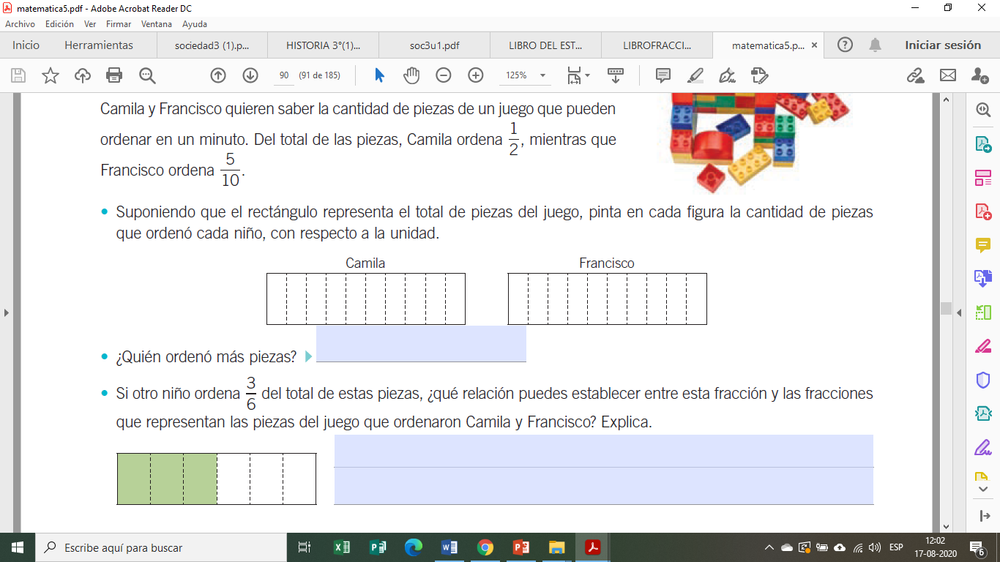 matematica5.pdf - Adobe Acrobat Reader DC
Archivo Edición Ver Firmar Ventana Ayuda
Inicio Herramientas sociedad3 (1).p... HISTORIA 3°(1)... soc3u1.pdf LIBRO DEL EST... LIBROFRACCI... matematica5.p... × Iniciar sesión
90 (91 de 185) 125%
Camila y Francisco quieren saber la cantidad de piezas de un juego que pueden
ordenar en un minuto. Del total de las piezas, Camila ordena 1/2, mientras que
Francisco ordena 5/10.
• Suponiendo que el rectángulo representa el total de piezas del juego, pinta en cada figura la cantidad de piezas
que ordenó cada niño, con respecto a la unidad.
Camila Francisco
• ¿Quién ordenó más piezas?
• Si otro niño ordena 3/6 del total de estas piezas, ¿qué relación puedes establecer entre esta fracción y las fracciones
que representan las piezas del juego que ordenaron Camila y Francisco? Explica.
Escribe aquí para buscar
ESP
12:02
17-08-2020
6